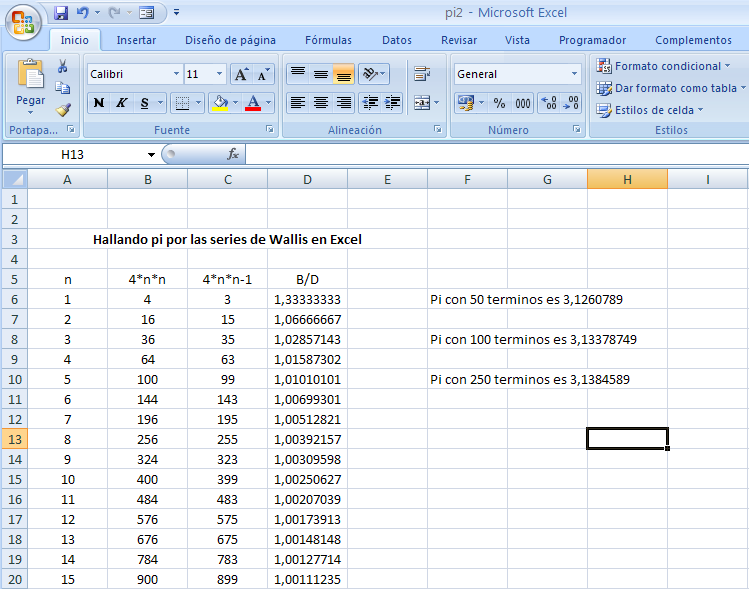 pi2 - Microsoft Excel
Inicio Insertar Diseño de página Fórmulas Datos Revisar Vista Programador Complementos
Pegar
Calibri 11
N K S
A A
A
General
% 000
Formato condicional
Dar formato como tabla
Estilos de celda
Portapa... Fuente Alineación Número Estilos
H13 fx
A B C D E F G H I
1
2
3 Hallando pi por las series de Wallis en Excel
4
5 n 4*n*n 4*n*n-1 B/D
6 1 4 3 1,33333333 Pi con 50 terminos es 3,1260789
7 2 16 15 1,06666667
8 3 36 35 1,02857143 Pi con 100 terminos es 3,13378749
9 4 64 63 1,01587302
10 5 100 99 1,01010101 Pi con 250 terminos es 3,1384589
11 6 144 143 1,00699301
12 7 196 195 1,00512821
13 8 256 255 1,00392157
14 9 324 323 1,00309598
15 10 400 399 1,00250627
16 11 484 483 1,00207039
17 12 576 575 1,00173913
18 13 676 675 1,00148148
19 14 784 783 1,00127714
20 15 900 899 1,00111235